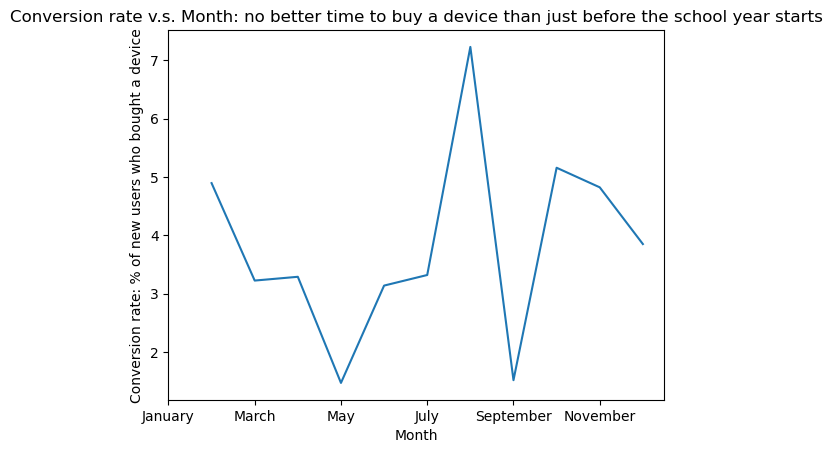 Conversion rate v.s. Month: no better time to buy a device than just before the school year starts
Conversion rate: % of new users who bought a device
7
6
5
4
3
2
January March May July September November
Month